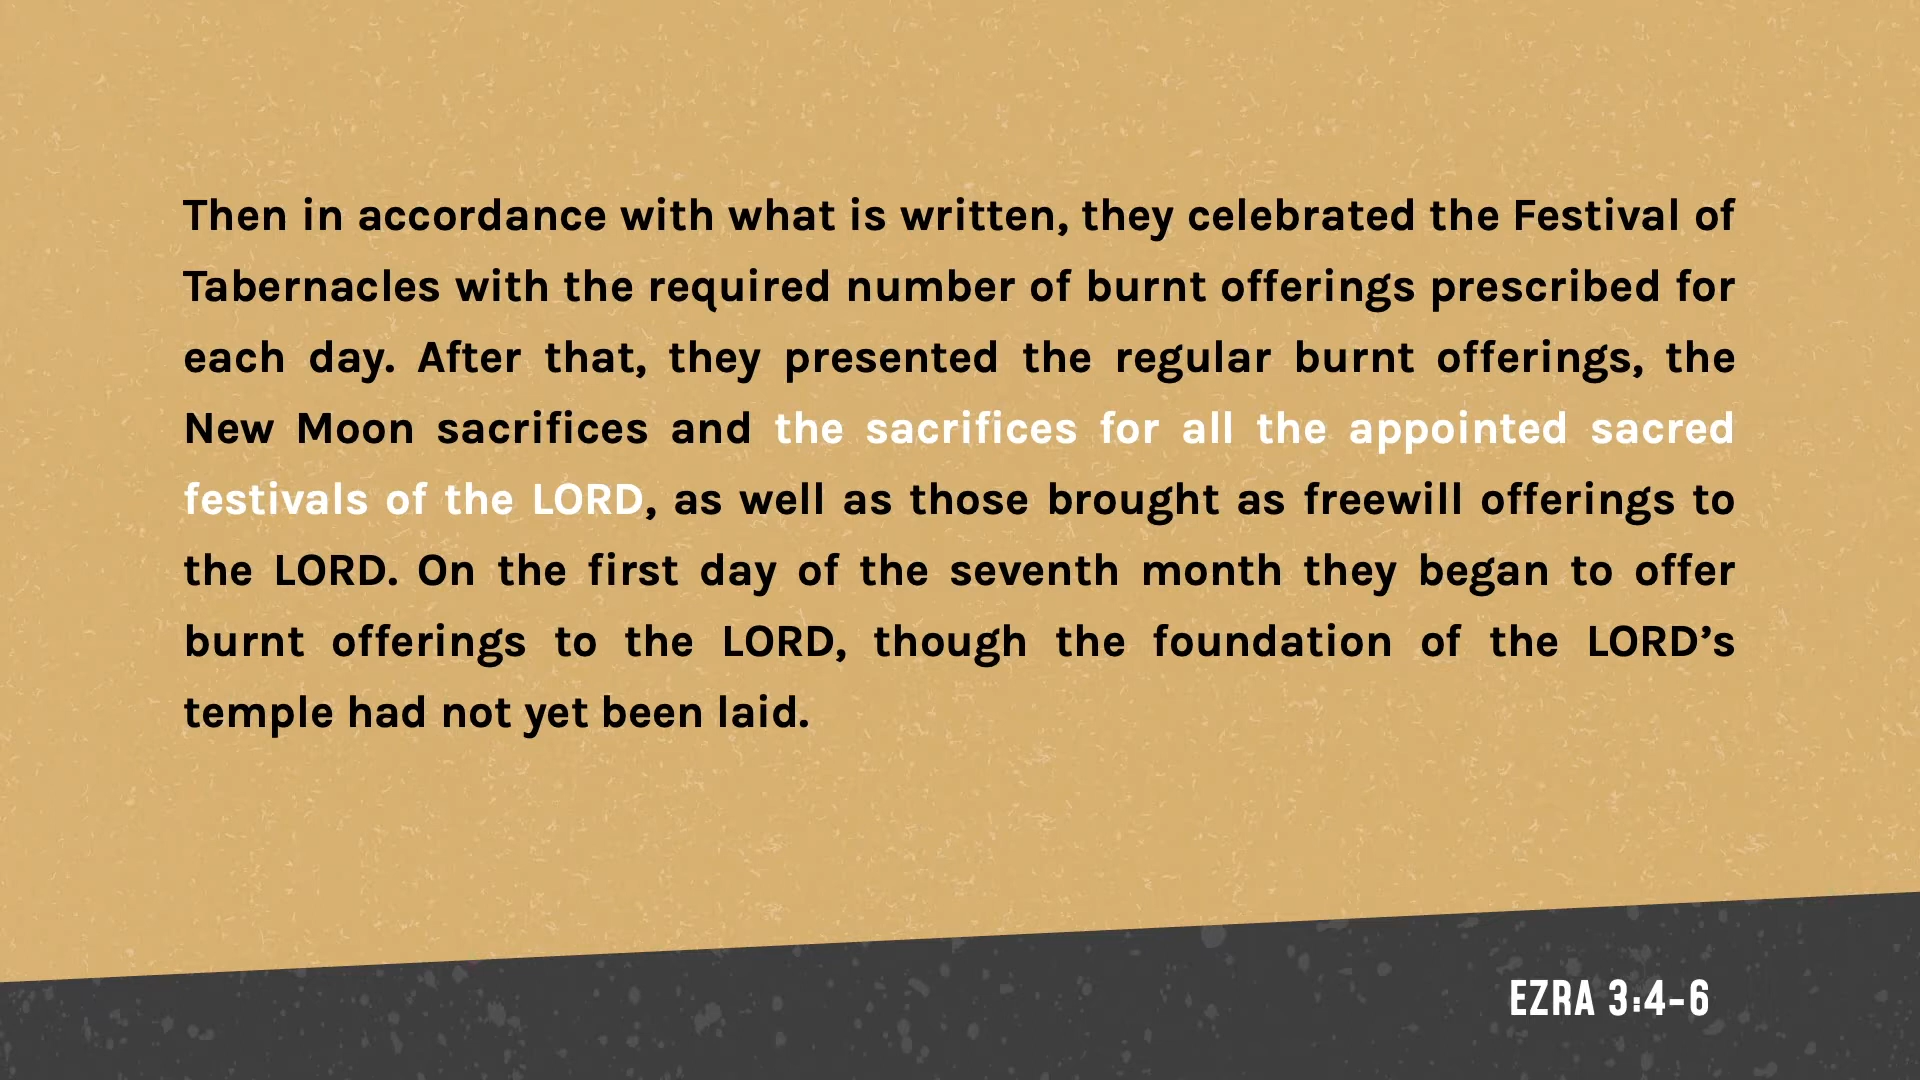 Then in accordance with what is written, they celebrated the Festival of
Tabernacles with the required number of burnt offerings prescribed for
each day. After that, they presented the regular burnt offerings, the
New Moon sacrifices and the sacrifices for all the appointed sacred
festivals of the LORD, as well as those brought as freewill offerings to
the LORD. On the first day of the seventh month they began to offer
burnt offerings to the LORD, though the foundation of the LORD’s
temple had not yet been laid.
EZRA 3:4-6